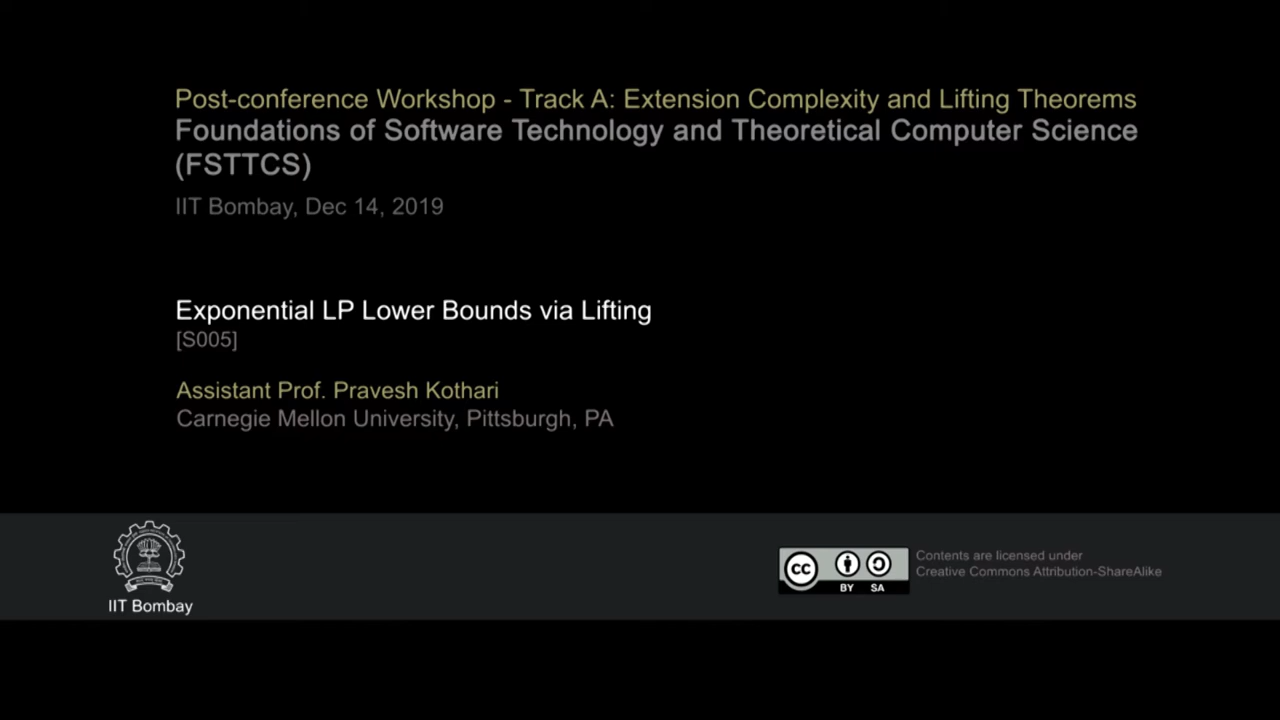 Post-conference Workshop - Track A: Extension Complexity and Lifting Theorems
Foundations of Software Technology and Theoretical Computer Science
(FSTTCS)
IIT Bombay, Dec 14, 2019
Exponential LP Lower Bounds via Lifting
[S005]
Assistant Prof. Pravesh Kothari
Carnegie Mellon University, Pittsburgh, PA
IIT Bombay
cc
BY SA
Contents are licensed under
Creative Commons Attribution-ShareAlike